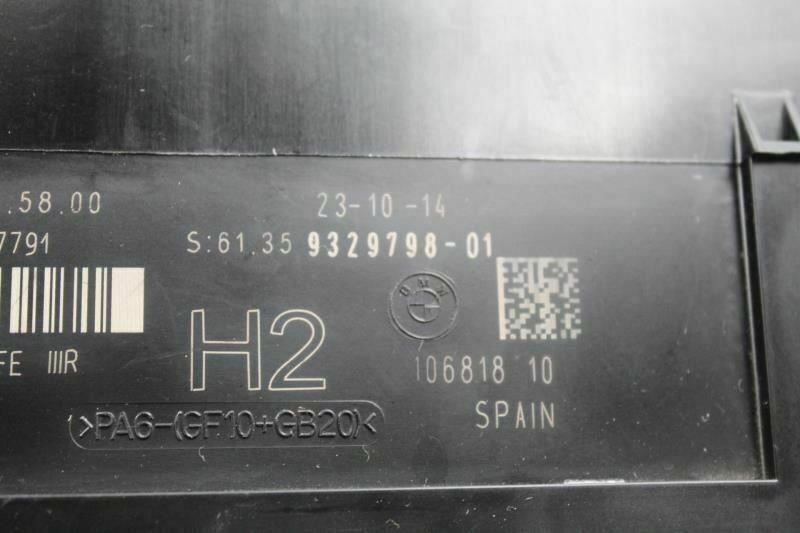 .58.00 23-10-14
7791 S:61.35 9329798-01
BMW
H2
FE IIIR 106818 10
>PA6-(GF10+GB20)< SPAIN